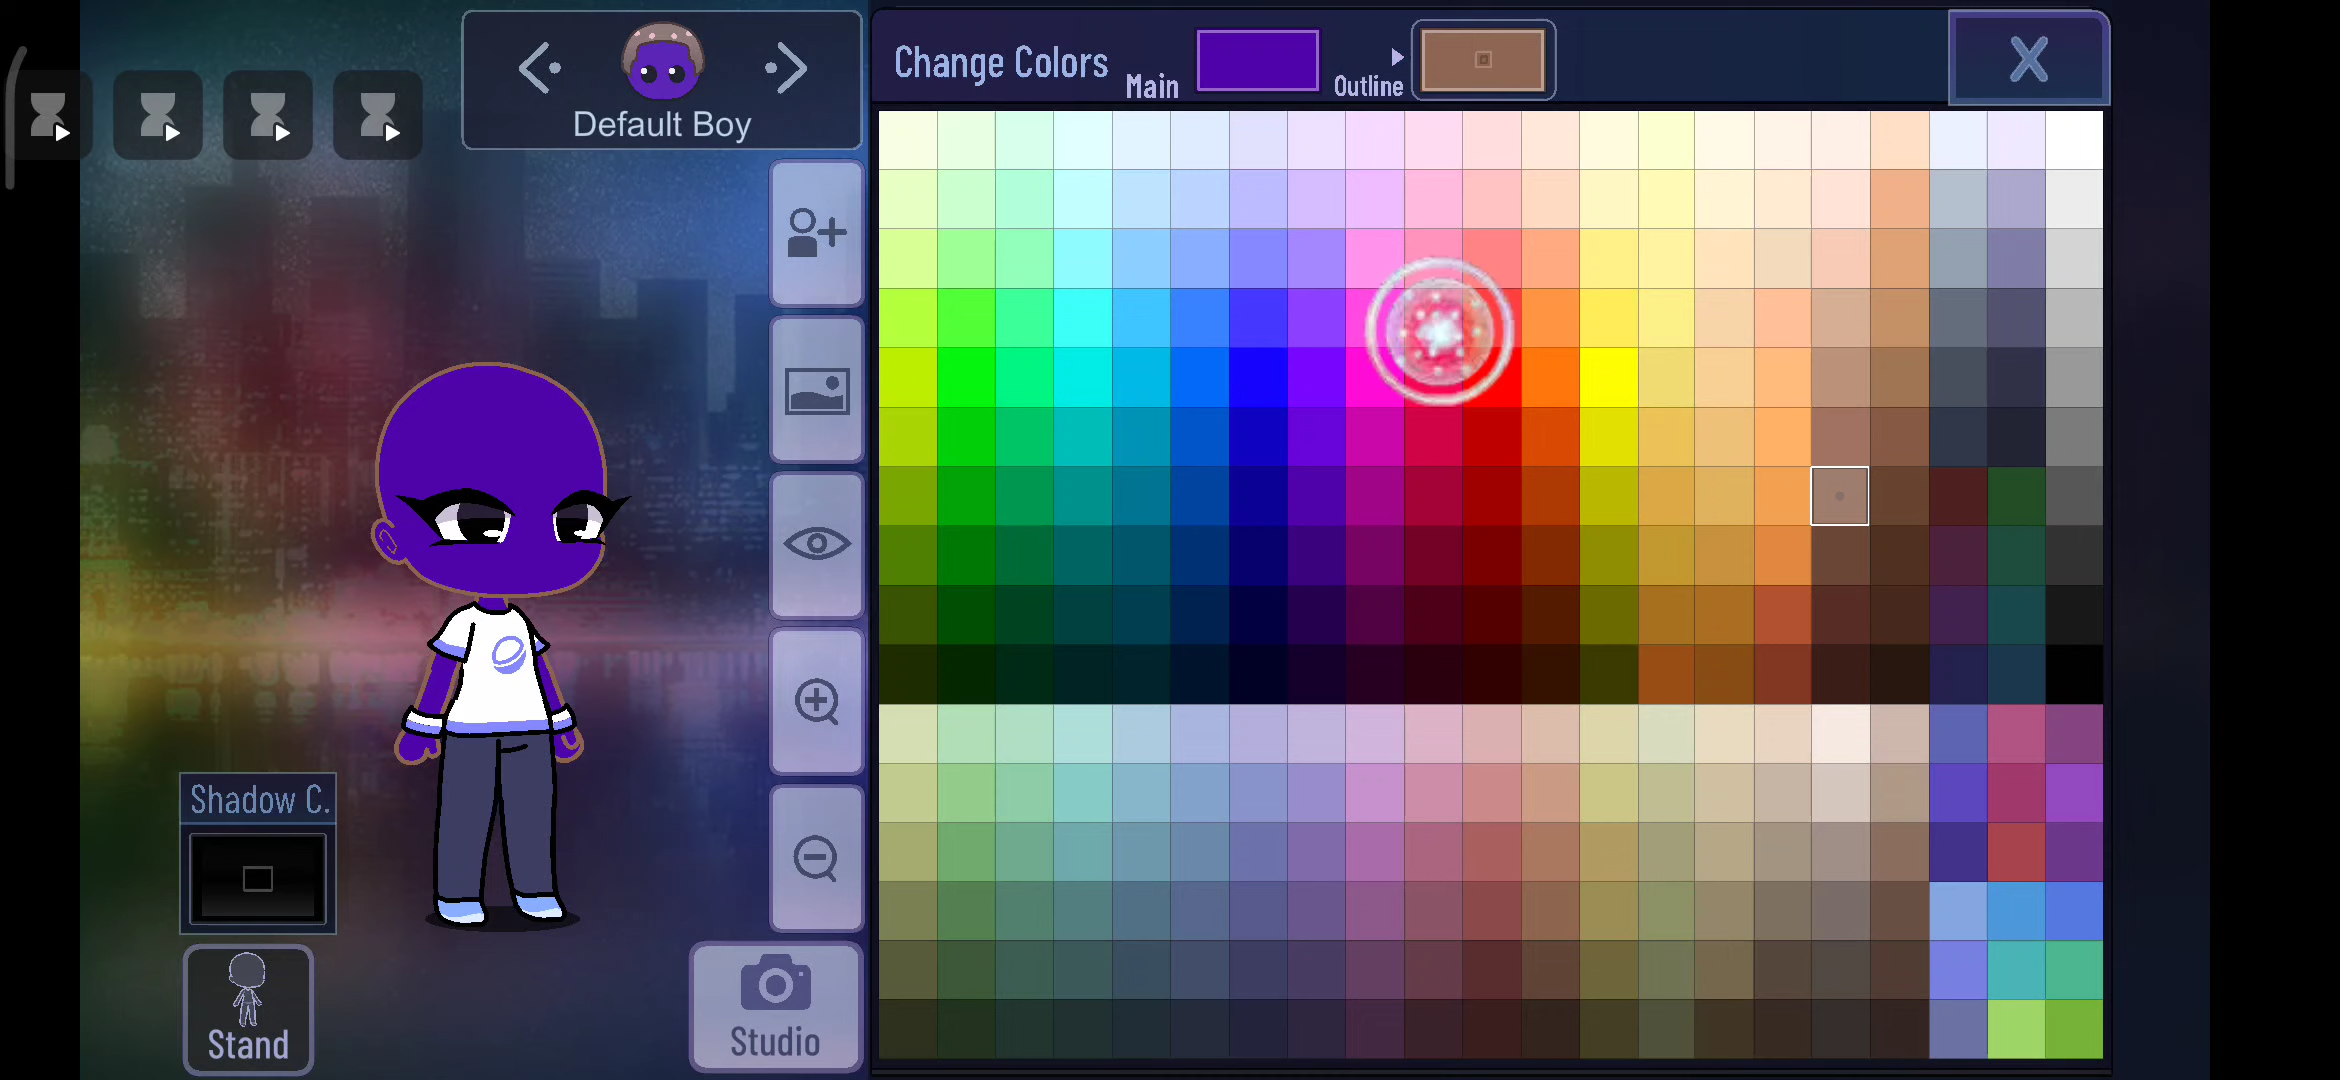 Default Boy
Change Colors
Main
Outline
X
Shadow C.
Stand
Studio